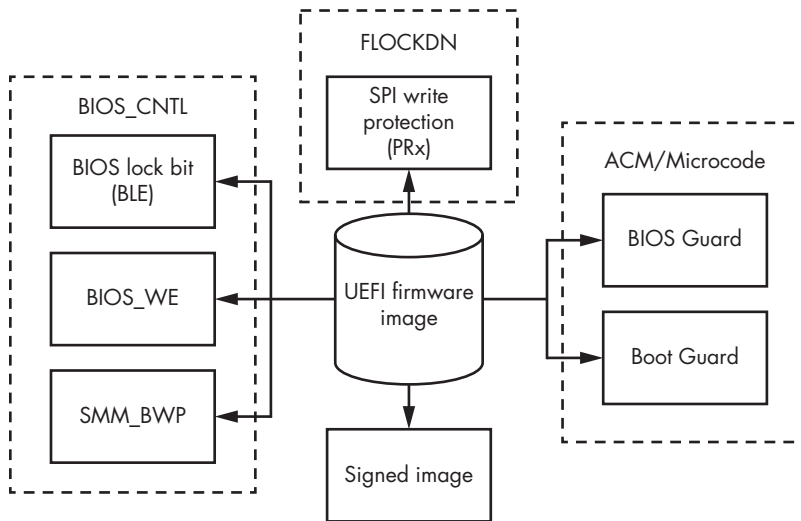 FLOCKDN
SPI write
protection
(PRx)
BIOS_CNTL
BIOS lock bit
(BLE)
BIOS_WE
SMM_BWP
UEFI firmware
image
Signed image
ACM/Microcode
BIOS Guard
Boot Guard